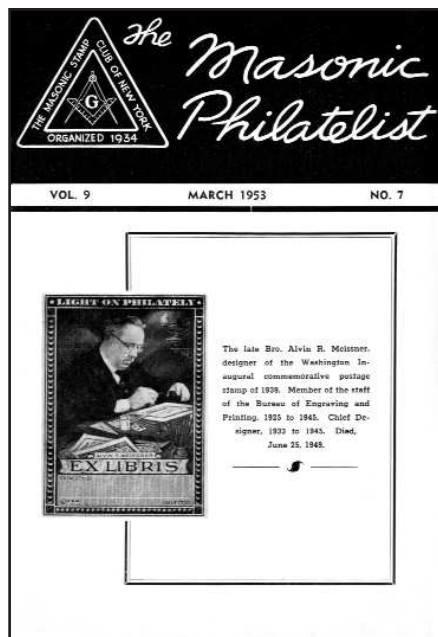 The Masonic
Philatelist
THE MASONIC STAMP
CLUB OF NEW YORK
G
ORGANIZED 1934
VOL. 9 MARCH 1953 NO. 7
LIGHT ON PHILATELY
ALVIN R. MEISSNER
EX LIBRIS
The late Bro. Alvin R. Meissner,
designer of the Washington In-
augural commemorative postage
stamp of 1939. Member of the staff
of the Bureau of Engraving and
Printing, 1925 to 1945. Chief De-
signer, 1933 to 1945. Died,
June 25, 1949.